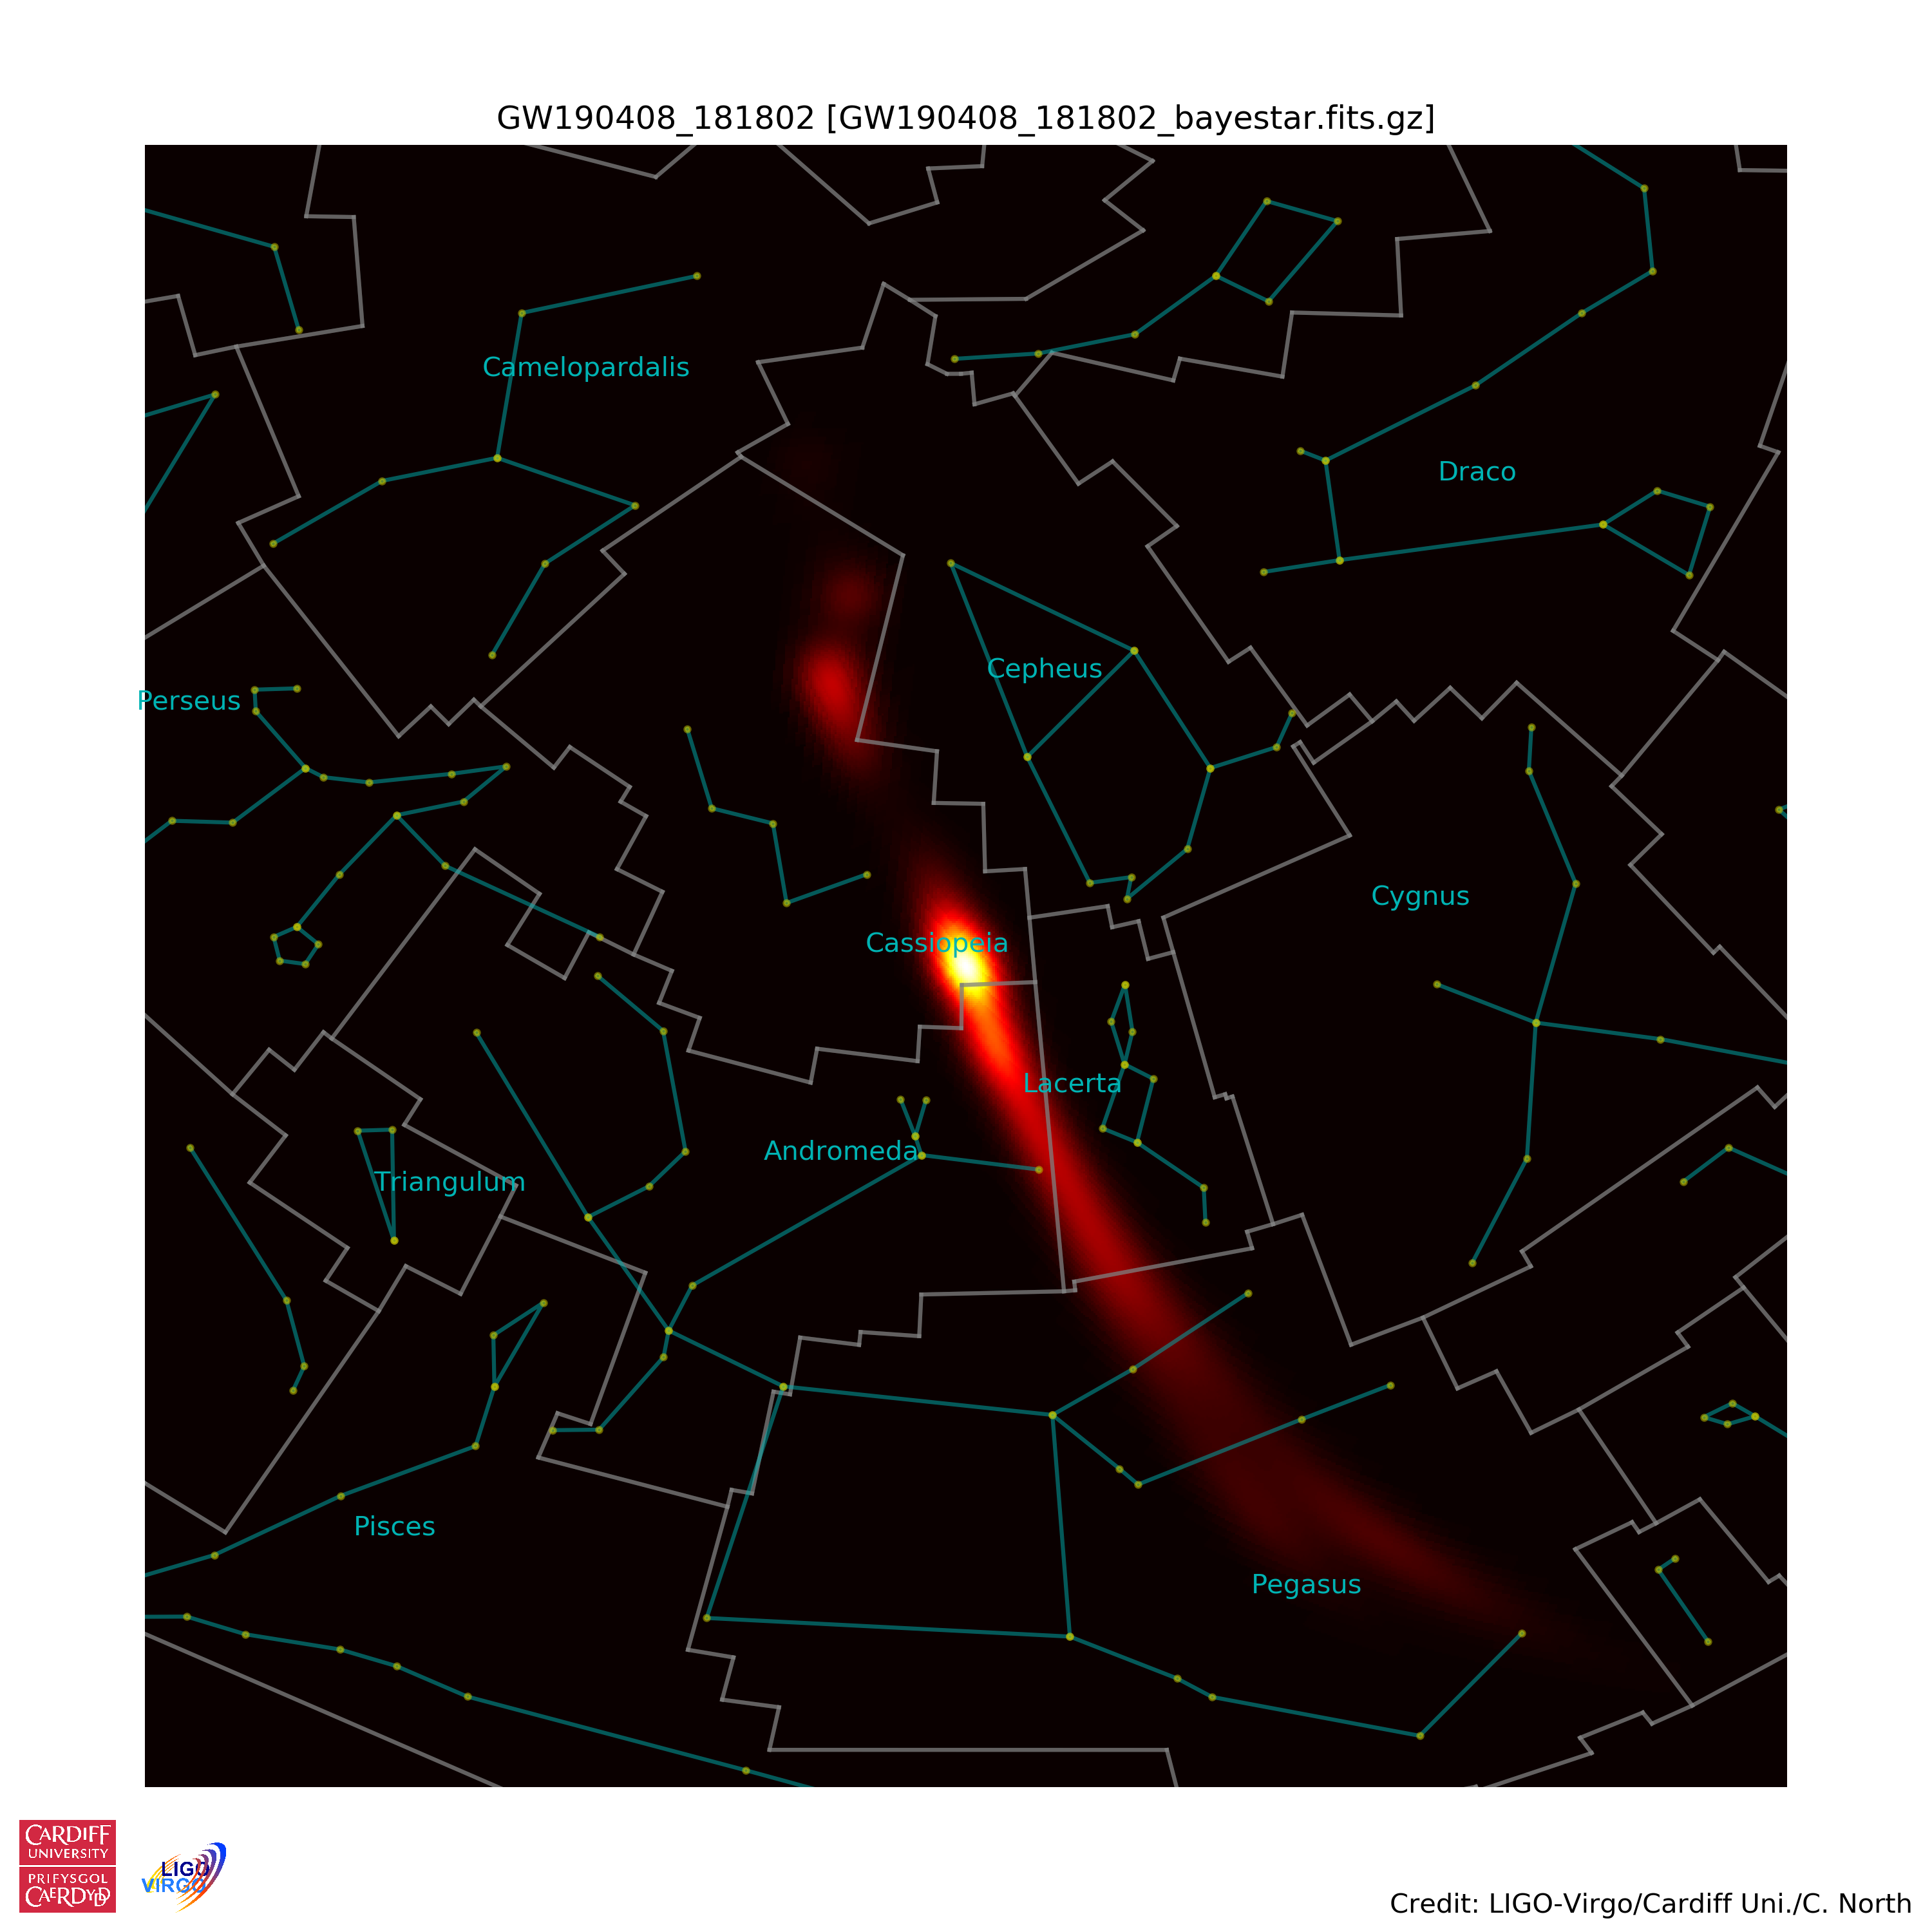 GW190408_181802 [GW190408_181802_bayestar.fits.gz]
Camelopardalis
Draco
Cepheus
Perseus
Cygnus
Cassiopeia
Lacerta
Andromeda
Triangulum
Pisces
Pegasus
CARDIFF
UNIVERSITY
PRIFYSGOL
CAERDYDD
LIGO
VIRGO
Credit: LIGO-Virgo/Cardiff Uni./C. North